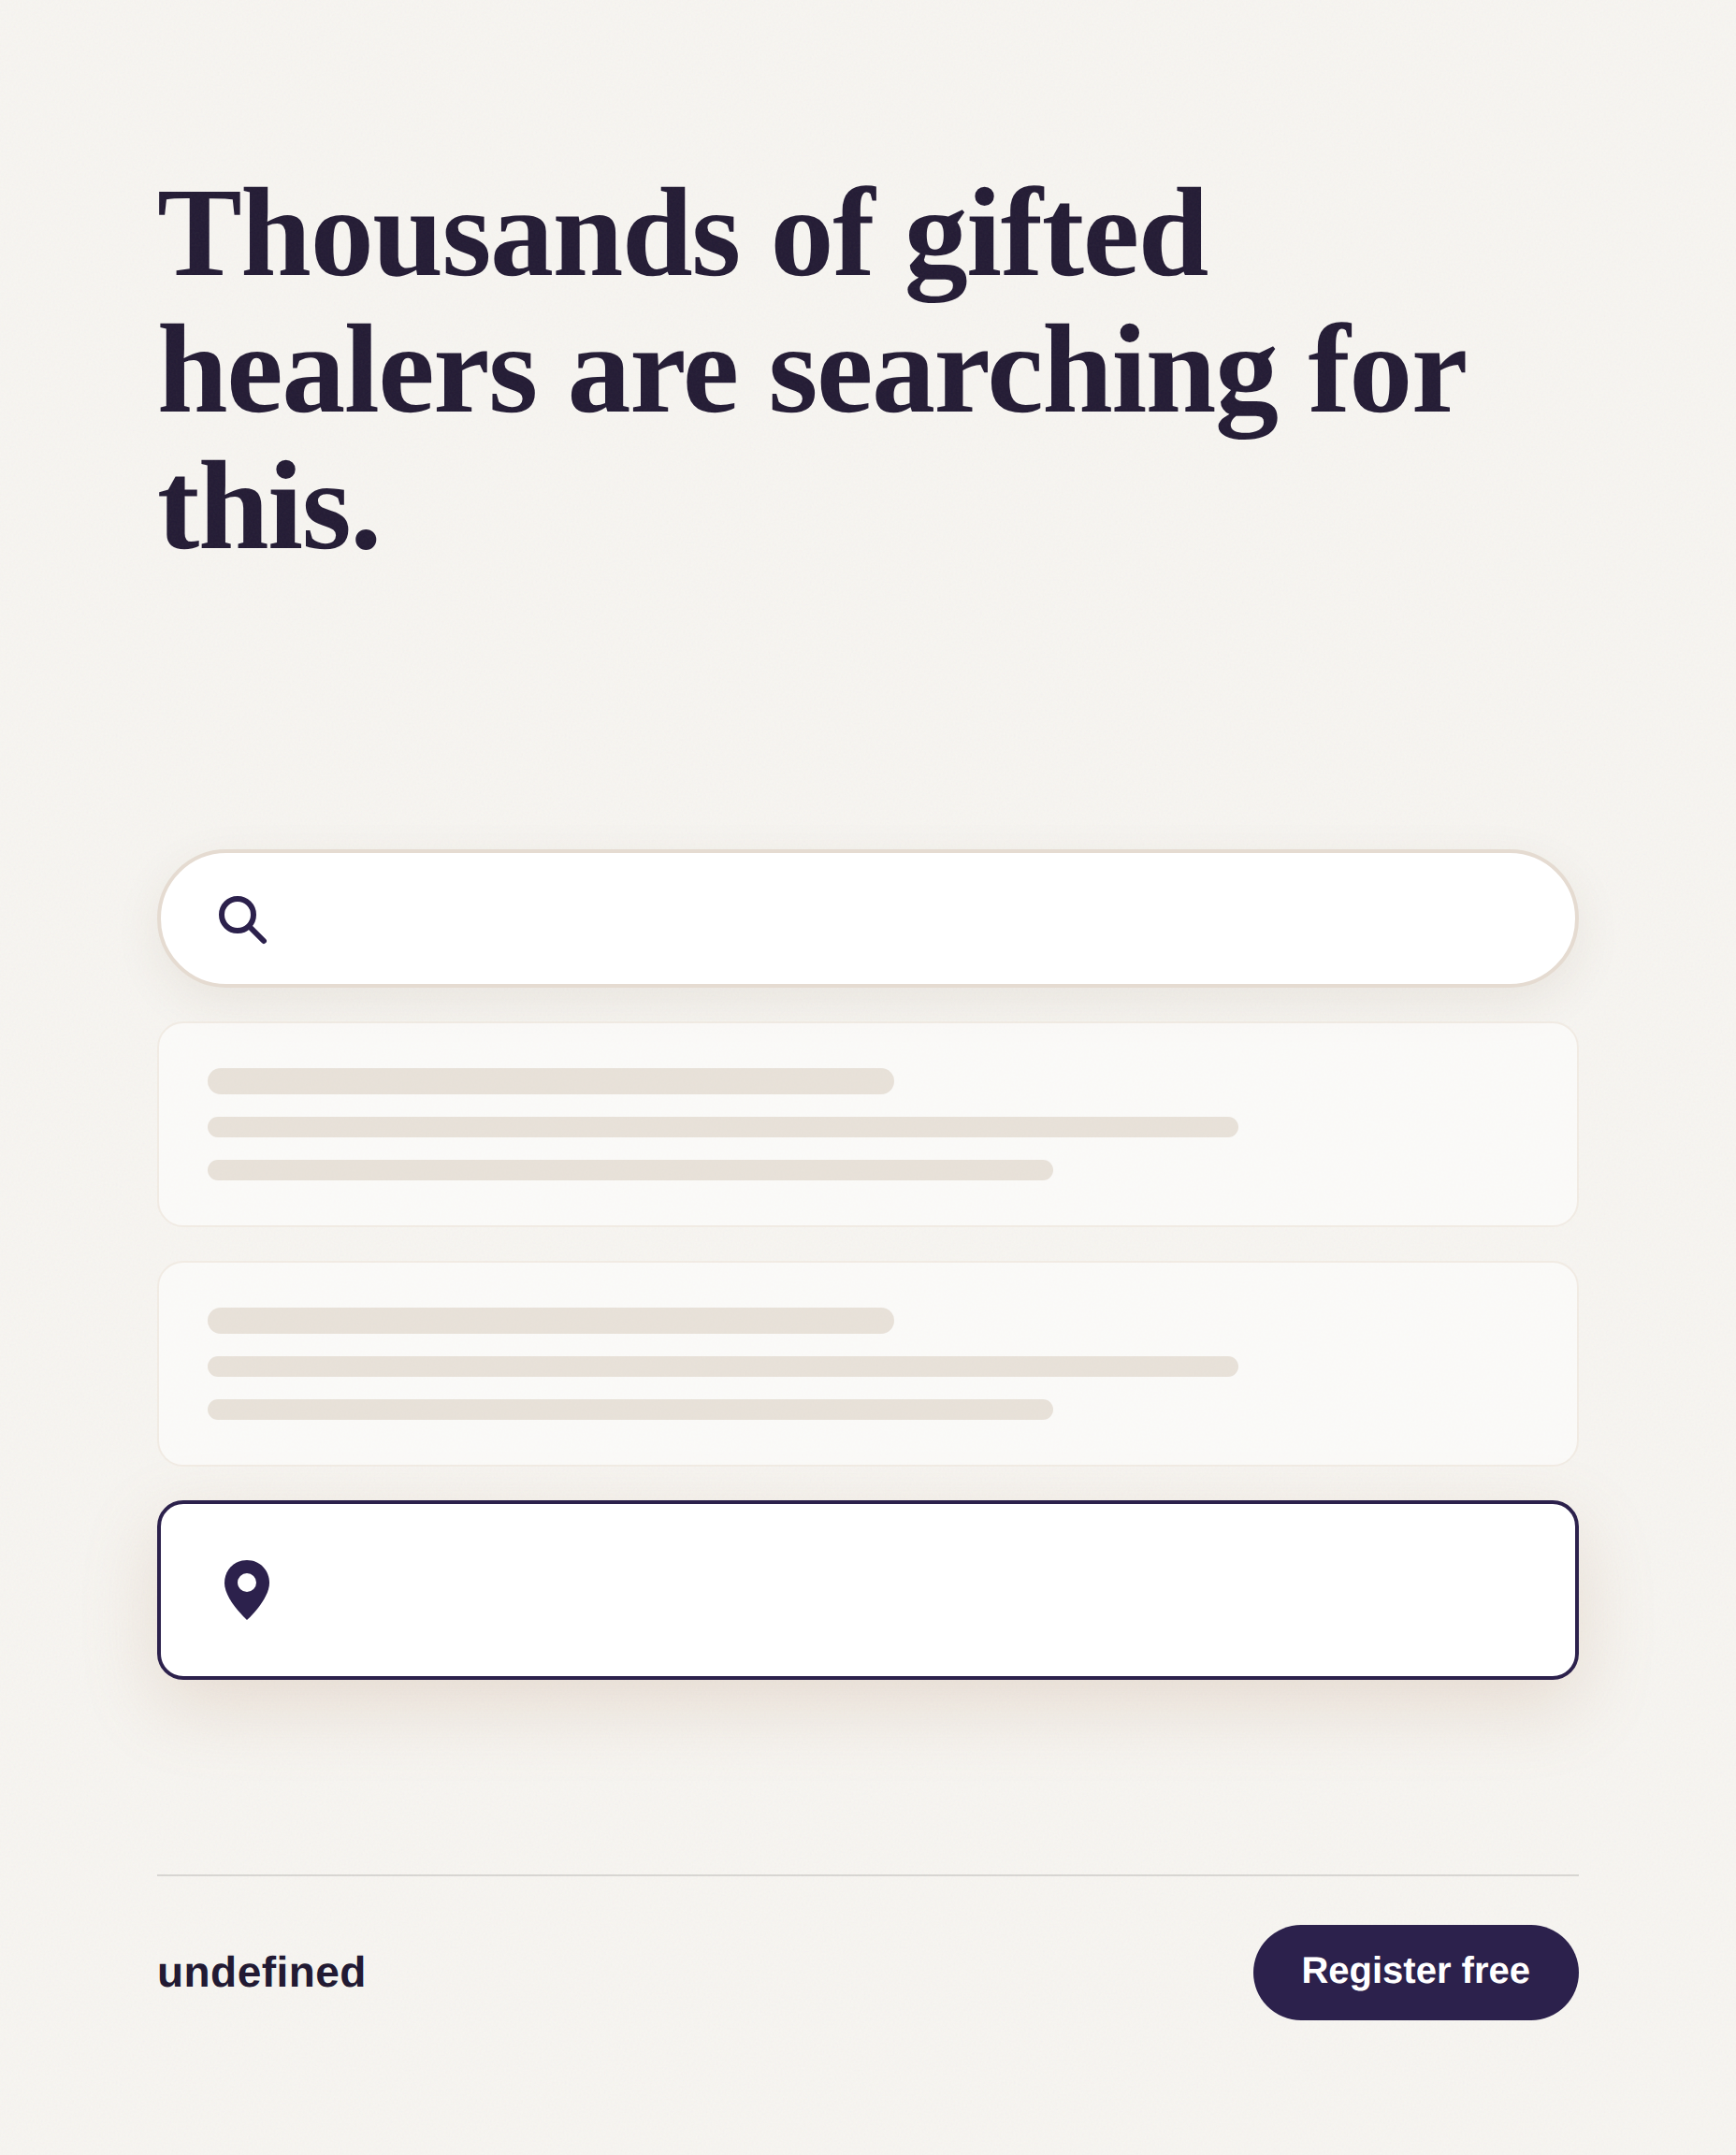 Thousands of gifted
healers are searching for
this.
undefined
Register free